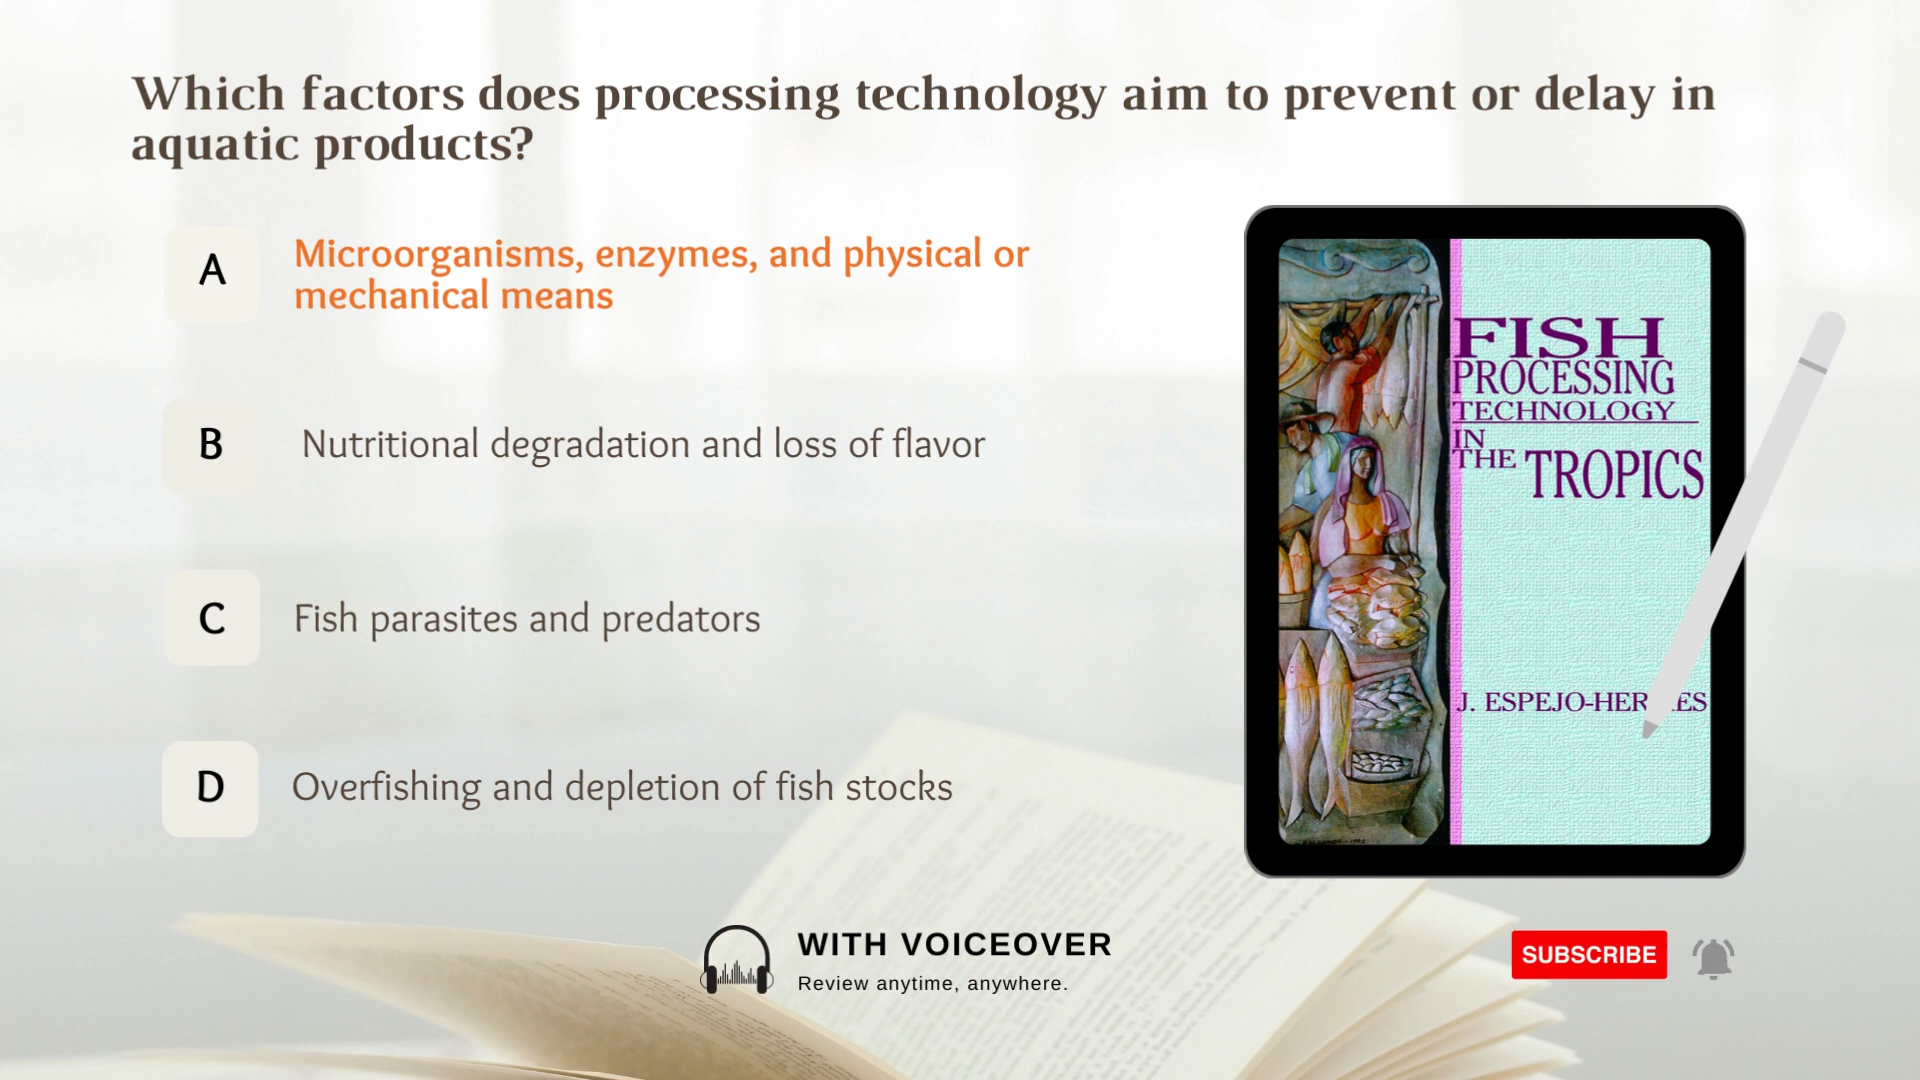 Which factors does processing technology aim to prevent or delay in
aquatic products?
A
Microorganisms, enzymes, and physical or
mechanical means
B
Nutritional degradation and loss of flavor
C
Fish parasites and predators
D
Overfishing and depletion of fish stocks
FISH
PROCESSING
TECHNOLOGY
IN
THE TROPICS
J. ESPEJO-HER
ES
WITH VOICEOVER
Review anytime, anywhere.
SUBSCRIBE